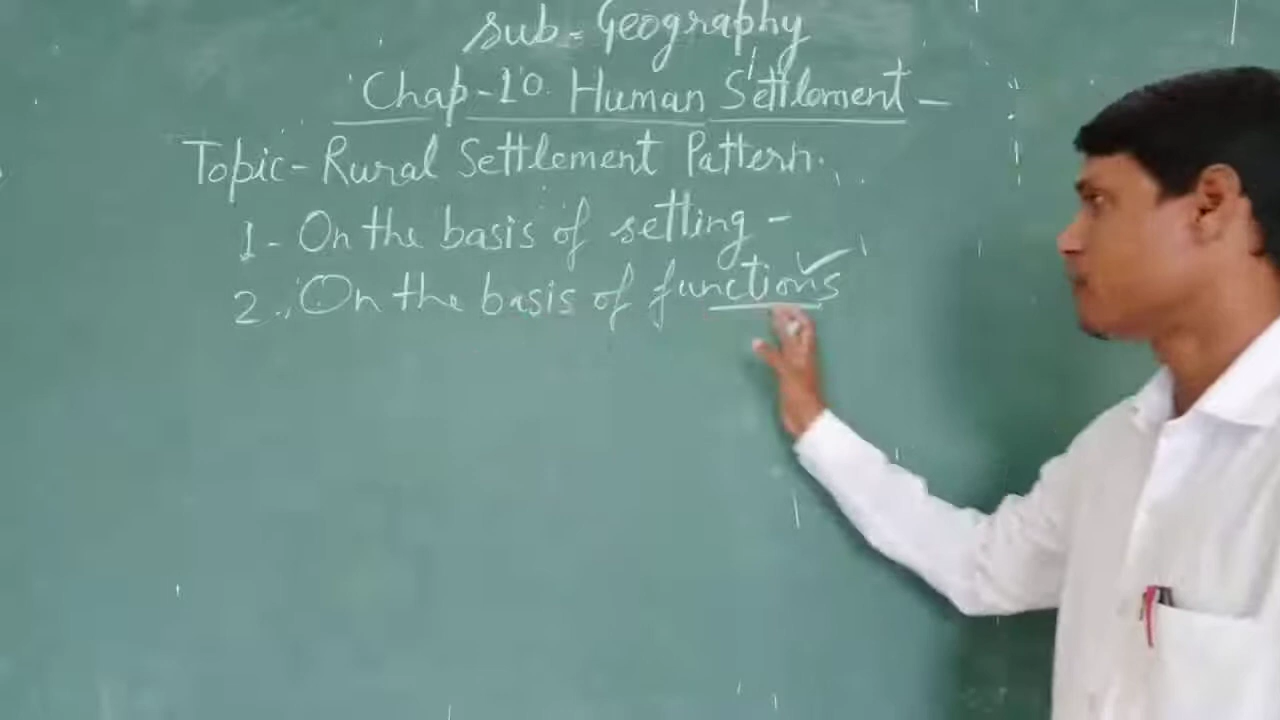 Sub = Geography
Chap-10. Human Settlement -
Topic - Rural Settlement Pattern.
1 - On the basis of setting -
2. On the basis of functions